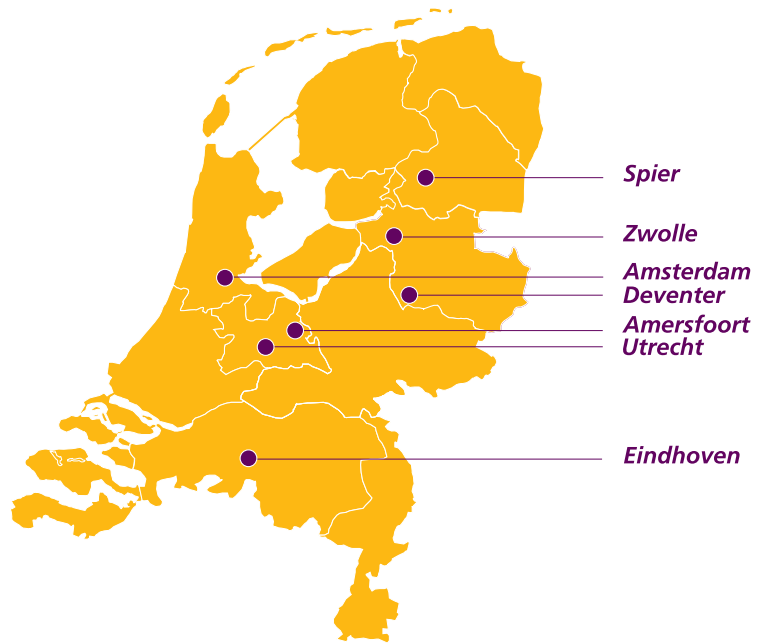 Spier
Zwolle
Amsterdam
Deventer
Amersfoort
Utrecht
Eindhoven